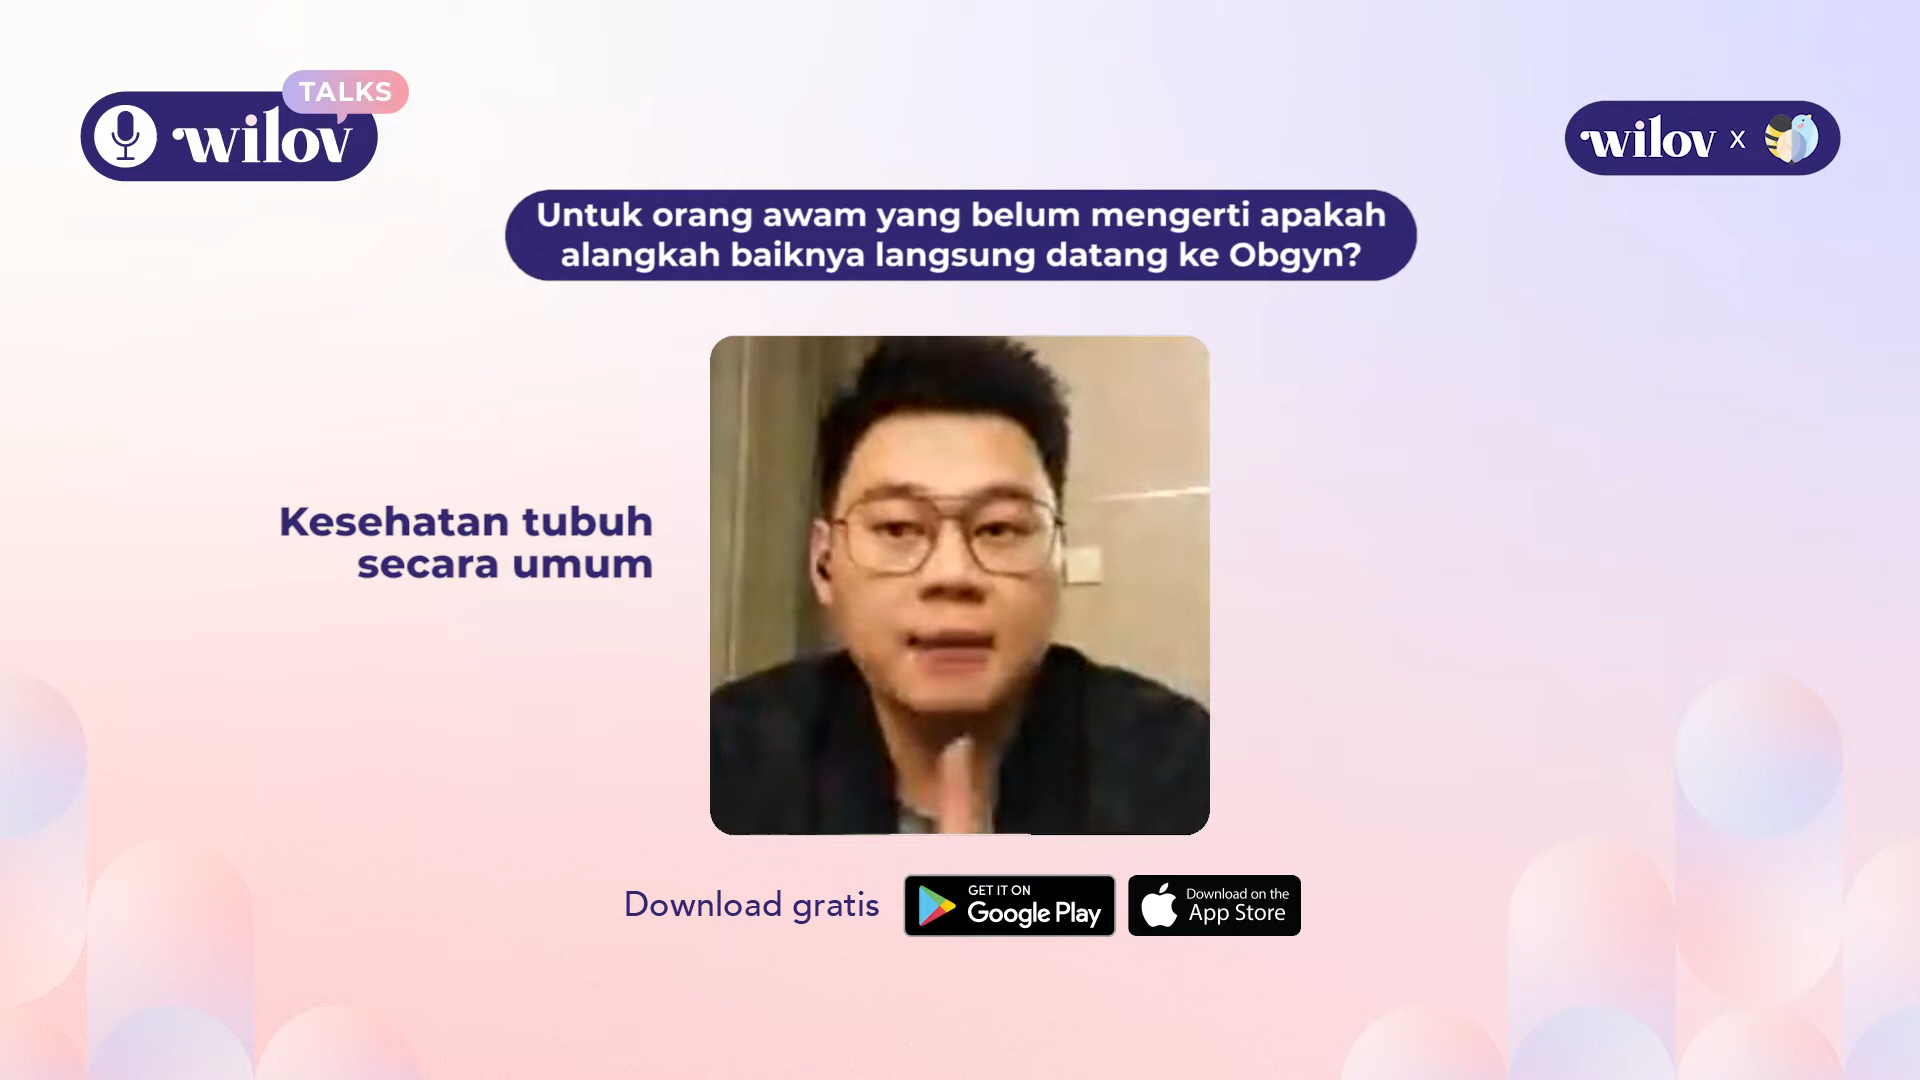 TALKS
wilov
wilov x
Untuk orang awam yang belum mengerti apakah
alangkah baiknya langsung datang ke Obgyn?
Kesehatan tubuh
secara umum
Download gratis
GET IT ON
Google Play
Download on the
App Store